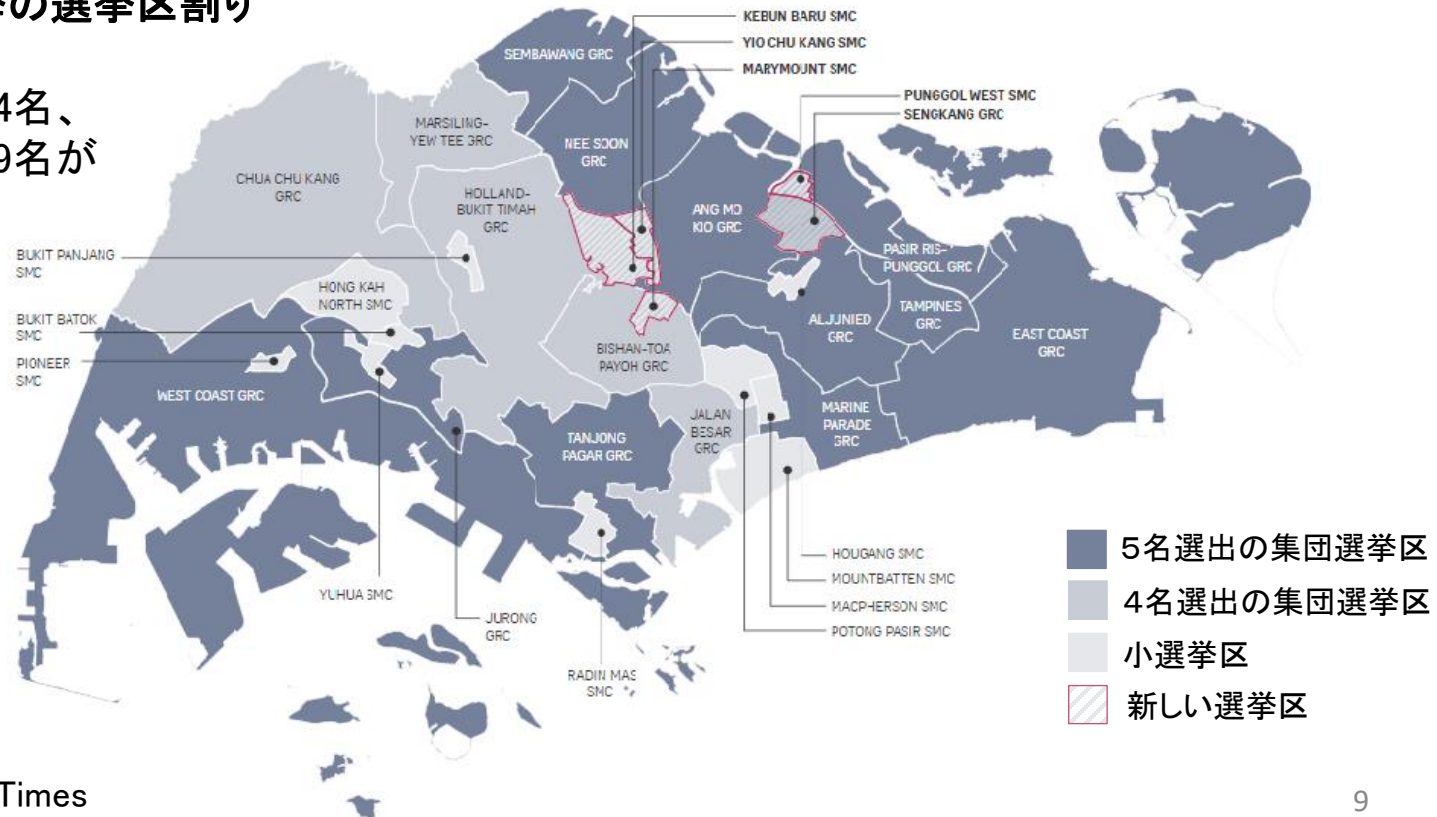 の選挙区割り
4名、
9名が
KEBUN BARU SMC
YIO CHU KANG SMC
MARYMOUNT SMC
PUNGGOL WEST SMC
SENGKANG GRC
SEMBAWANG GRC
MARSILING-
YEW TEE GRC
NEE SOON
GRC
CHUA CHU KANG
GRC
HOLLAND-
BUKIT TIMAH
GRC
ANG MO
KIO GRC
PASIR RIS-
PUNGGOL GRC
BUKIT PANJANG
SMC
HONG KAH
NORTH SMC
BUKIT BATOK
SMC
PIONEER
SMC
TAMPINES
GRC
ALJUNIED
GRC
EAST COAST
GRC
BISHAN-TOA
PAYOH GRC
WEST COAST GRC
JALAN
BESAR
GRC
MARINE
PARADE
GRC
TANJONG
PAGAR GRC
HOUGANG SMC
MOUNTBATTEN SMC
MACPHERSON SMC
POTONG PASIR SMC
YUHUA SMC
JURONG
GRC
RADIN MAS
SMC
5名選出の集団選挙区
4名選出の集団選挙区
小選挙区
新しい選挙区
Times
9